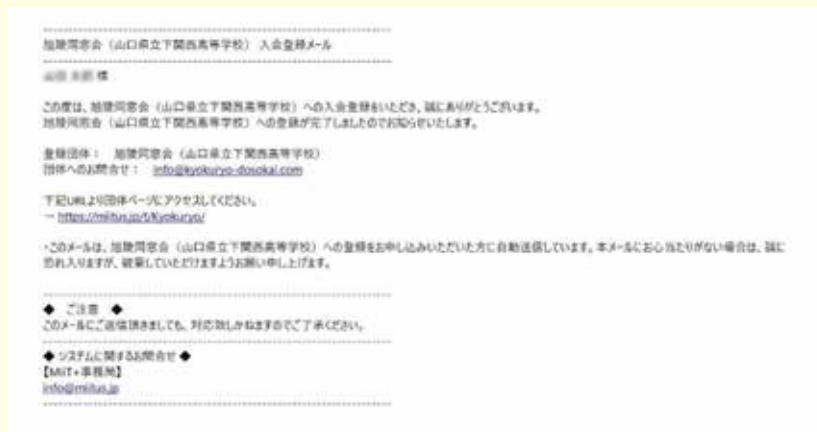 旭陵同窓会（山口県立下関西高等学校） 入会登録メール
様
この度は、旭陵同窓会（山口県立下関西高等学校）への入会登録をいただき、誠にありがとうございます。
旭陵同窓会（山口県立下関西高等学校）への登録が完了しましたのでお知らせいたします。
登録団体： 旭陵同窓会（山口県立下関西高等学校）
団体へのお問合せ： info@kyokuryo-dosokai.com
下記URLより団体ページにアクセスしてください。
→ https://miitus.jp/t/Kyokuryo/
・このメールは、旭陵同窓会（山口県立下関西高等学校）への登録をお申し込みいただいた方に自動送信しています。本メールにお心当たりがない場合は、誠に
恐れ入りますが、破棄していただけますようお願い申し上げます。
◆ ご注意 ◆
このメールにご返信頂きましても、対応致しかねますのでご了承ください。
◆ システムに関するお問合せ ◆
【MiiT+事務局】
info@miitus.jp